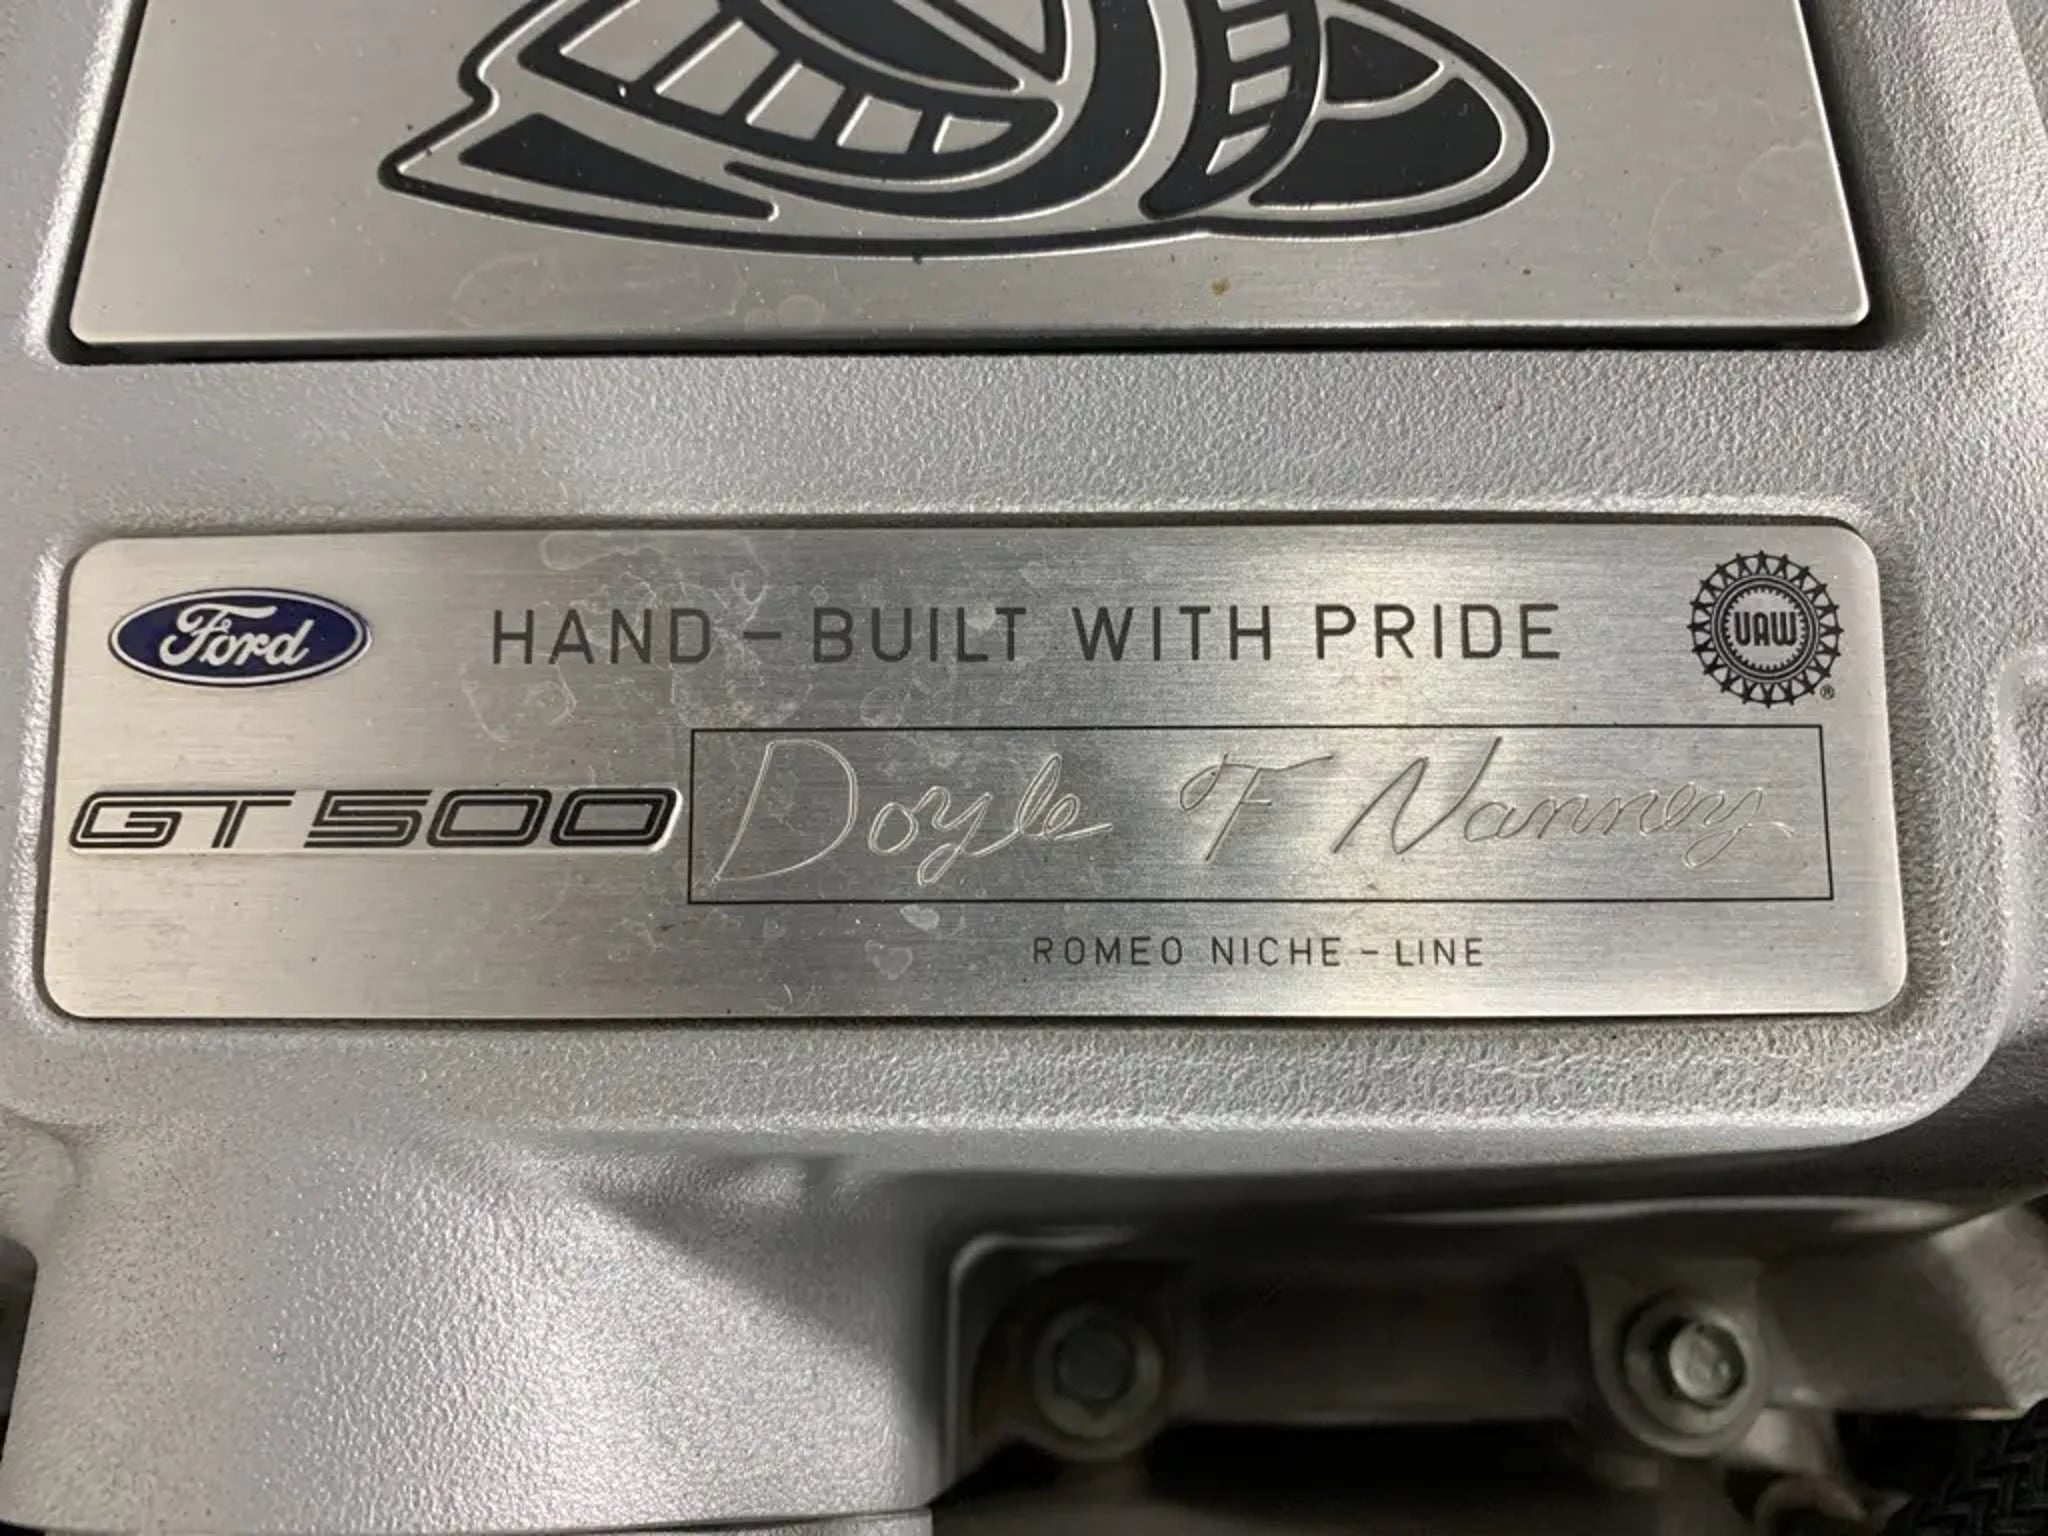 Ford
HAND-BUILT WITH PRIDE
UAW
®
GT500
Doyle F Nanney
ROMEO NICHE-LINE